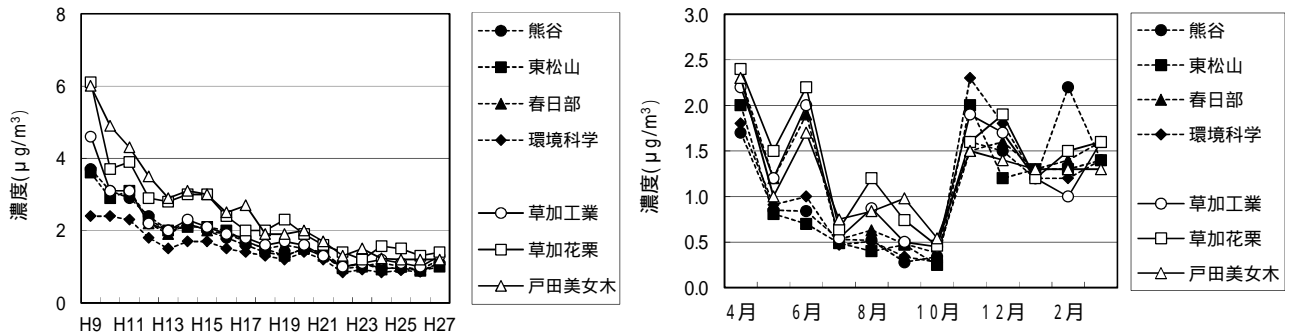 8
6
4
2
0
濃度(μg/m³)
H9 H11 H13 H15 H17 H19 H21 H23 H25 H27
熊谷
東松山
春日部
環境科学
草加工業
草加花栗
戸田美女木
3.0
2.5
2.0
1.5
1.0
0.5
0.0
濃度(μg/m³)
4月 6月 8月 10月 12月 2月
熊谷
東松山
春日部
環境科学
草加工業
草加花栗
戸田美女木